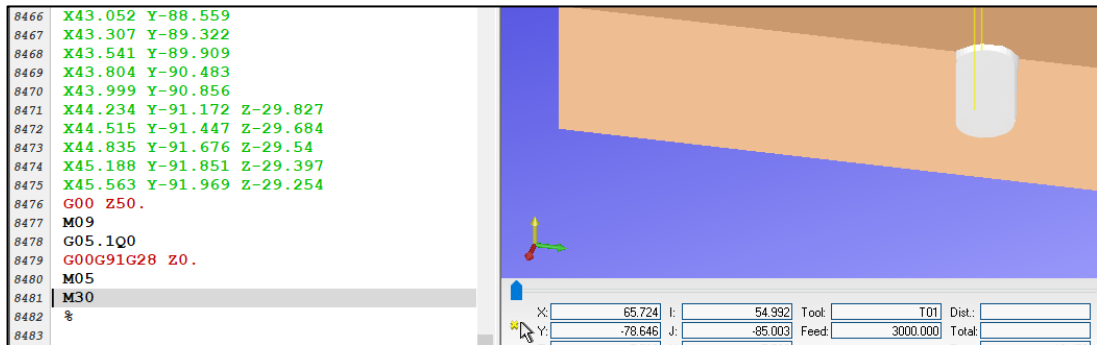 8466 X43.052 Y-88.559
8467 X43.307 Y-89.322
8468 X43.541 Y-89.909
8469 X43.804 Y-90.483
8470 X43.999 Y-90.856
8471 X44.234 Y-91.172 Z-29.827
8472 X44.515 Y-91.447 Z-29.684
8473 X44.835 Y-91.676 Z-29.54
8474 X45.188 Y-91.851 Z-29.397
8475 X45.563 Y-91.969 Z-29.254
8476 G00 Z50.
8477 M09
8478 G05.1Q0
8479 G00G91G28 Z0.
8480 M05
8481 M30
8482 %
8483
X: 65.724 I: 54.992 Tool: T01 Dist.:
Y: -78.646 J: -85.003 Feed: 3000.000 Total: